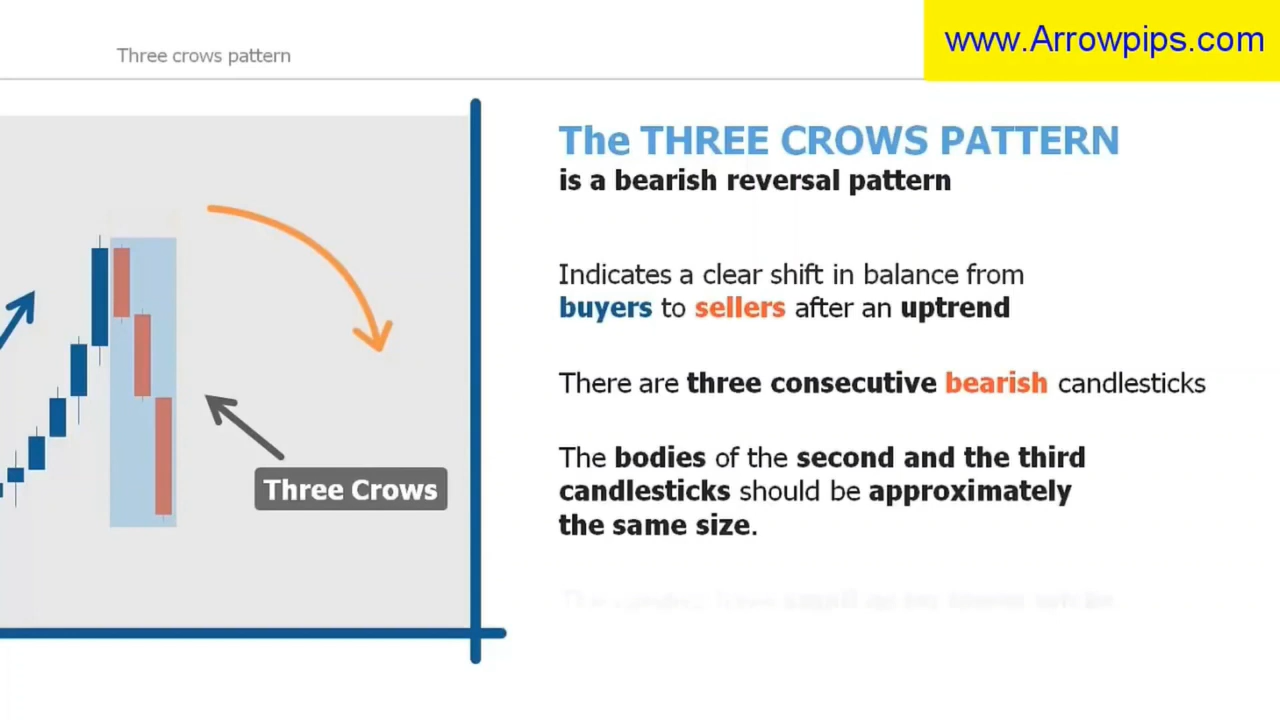 www.Arrowpips.com
Three crows pattern
The THREE CROWS PATTERN
is a bearish reversal pattern
Indicates a clear shift in balance from
buyers to sellers after an uptrend
There are three consecutive bearish candlesticks
The bodies of the second and the third
candlesticks should be approximately
the same size.
Three Crows